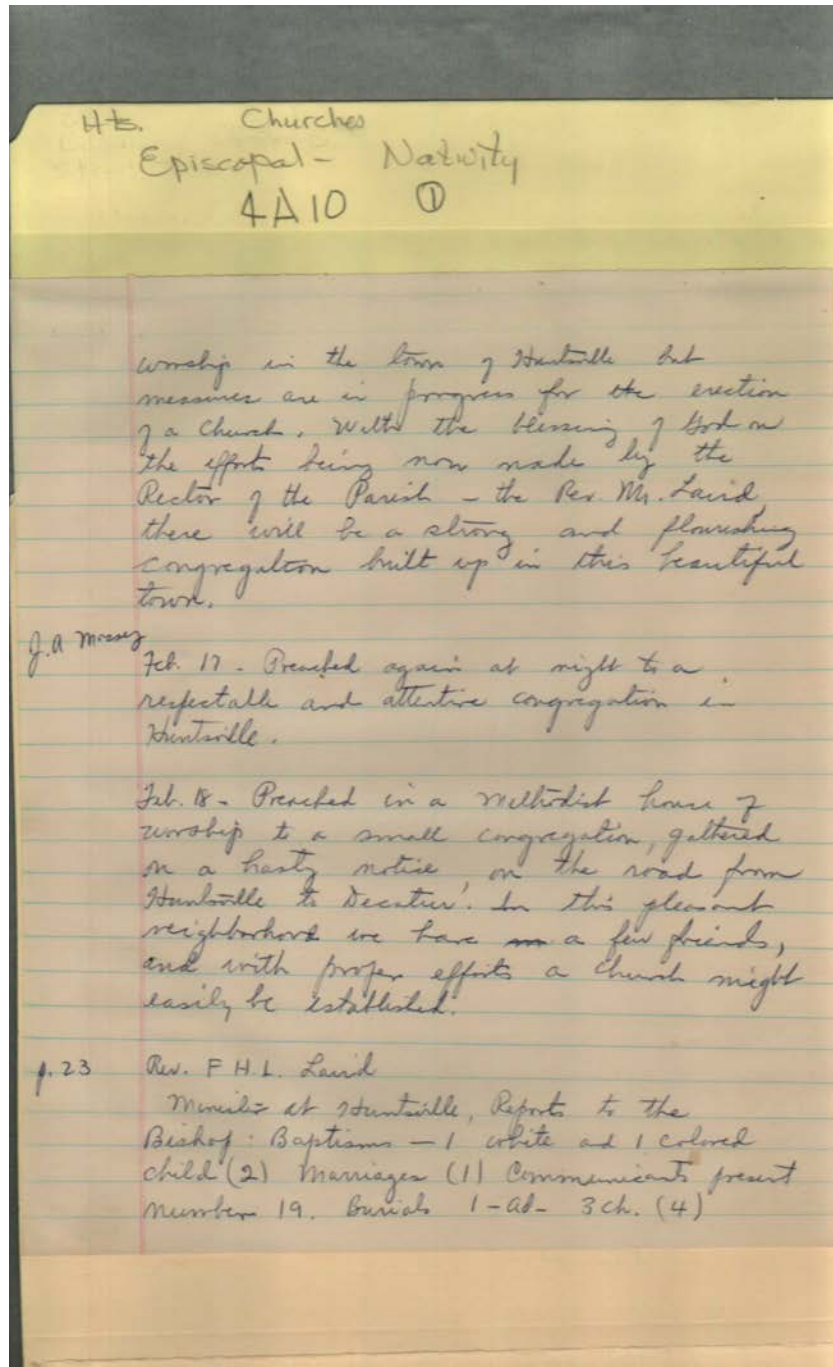 Hts. Churches
Episcopal - Nativity
4A10 ①
worship in the town of Huntsville but
measures are in progress for the erection
of a Church. With the blessing of God on
the efforts being now made by the
Rector of the Parish – the Rev. Mr. Laird,
there will be a strong and flourishing
congregation built up in this beautiful
town.
J.A Massey
Feb. 17 - Preached again at night to a
respectable and attentive congregation in
Huntsville.
Feb. 18 - Preached in a Methodist house of
worship to a small congregation, gathered
on a hasty notice, on the road from
Huntsville to Decatur. In this pleasant
neighborhood we have a few friends,
and with proper efforts a Church might
easily be established.
p. 23 Rev. F H.L. Laird
Minister at Huntsville, Reports to the
Bishop: Baptisms — 1 white and 1 colored
child (2) Marriages (1) Communicants present
number 19. Burials 1-ad- 3ch. (4)